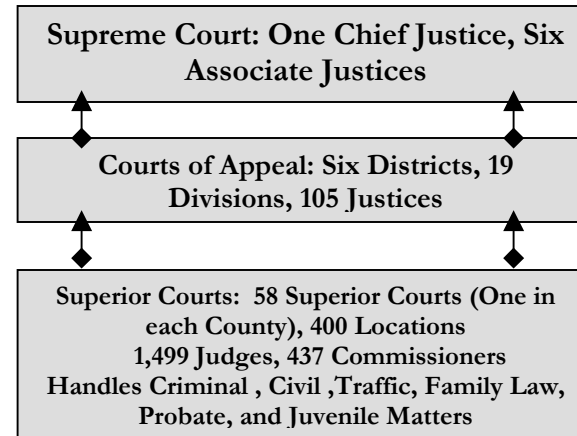 Supreme Court: One Chief Justice, Six
Associate Justices
Courts of Appeal: Six Districts, 19
Divisions, 105 Justices
Superior Courts:  58 Superior Courts (One in
each County), 400 Locations
1,499 Judges, 437 Commissioners
Handles Criminal , Civil ,Traffic, Family Law,
Probate, and Juvenile Matters